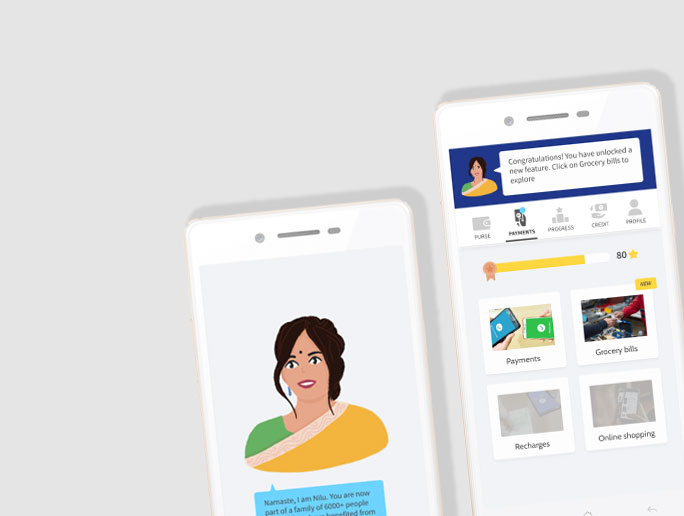 Namaste, I am Nilu. You are now
part of a family of 6000+ people
benefited from
Congratulations! You have unlocked a
new feature. Click on Grocery bills to
explore
PURSE
PAYMENTS
PROGRESS
CREDIT
PROFILE
80
NEW
Payments
Grocery bills
Recharges
Online shopping